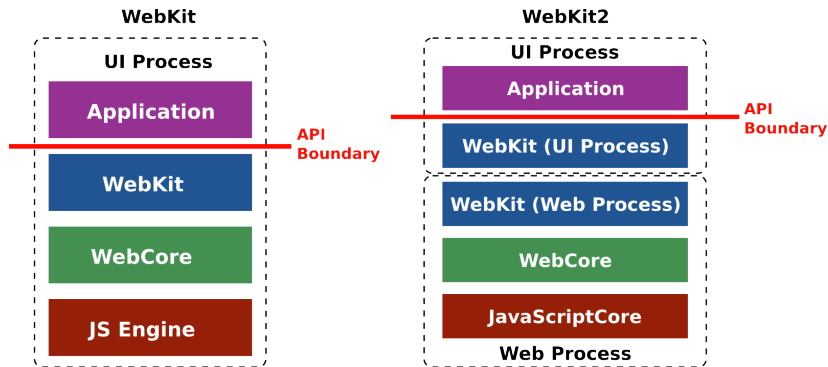 WebKit
UI Process
Application
API
Boundary
WebKit
WebCore
JS Engine
WebKit2
UI Process
Application
API
Boundary
WebKit (UI Process)
WebKit (Web Process)
WebCore
JavaScriptCore
Web Process